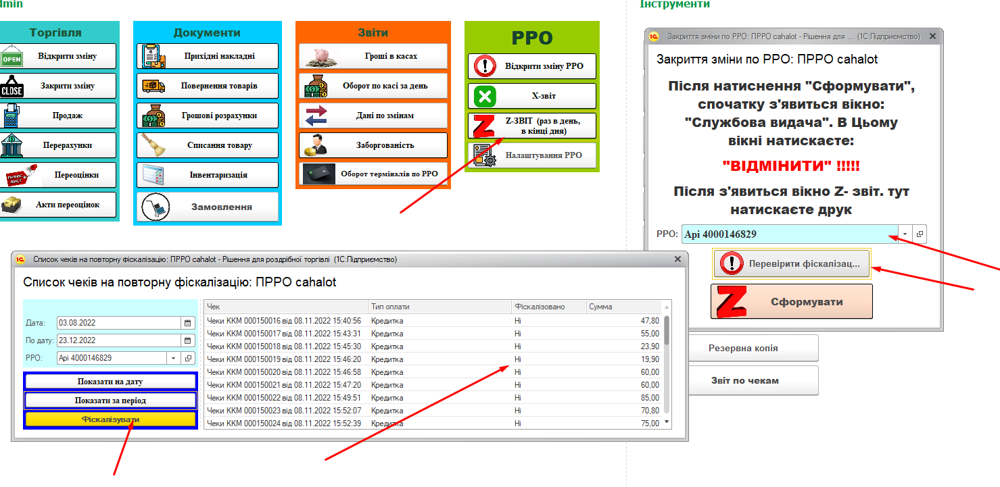 dmin
Торгівля
OPEN
Відкрити зміну
CLOSE
Закрити зміну
Продаж
Перерахунки
Переоцінки
Акти переоцінок
Документи
Прихідні накладні
Повернення товарів
Грошові розрахунки
Списання товару
Інвентаризація
Замовлення
Звіти
Гроші в касах
Оборот по касі за день
Дані по змінам
Заборгованість
Оборот терміналів по РРО
РРО
Відкрити зміну РРО
X-звіт
Z-ЗВІТ (раз в день,
в кінці дня)
Налаштування РРО
Інструменти
Закриття зміни по РРО: ПРРО cahalot - Рішення для ... (1С:Підприємство)
Закриття зміни по РРО: ПРРО cahalot
Після натиснення "Сформувати",
спочатку з'явиться вікно:
"Службова видача". В Цьому
вікні натискаєте:
"ВІДМІНИТИ" !!!!!
Після з'явиться вікно Z- звіт. тут
натискаєте друк
РРО:
Api 4000146829
Перевірити фіскалізац...
Сформувати
Резервна копія
Звіт по чекам
Список чеків на повторну фіскалізацію: ПРРО cahalot - Рішення для роздрібної торгівлі (1С:Підприємство)
Список чеків на повторну фіскалізацію: ПРРО cahalot
Дата: 03.08.2022
По дату: 23.12.2022
РРО: Api 4000146829
Показати на дату
Показати за період
Фіскалізувати
Чек Тип оплати Фіскалізовано Сумма
Чеки ККМ 000150016 від 08.11.2022 15:40:56 Кредитка Ні 47,80
Чеки ККМ 000150017 від 08.11.2022 15:43:31 Кредитка Ні 55,00
Чеки ККМ 000150018 від 08.11.2022 15:45:30 Кредитка Ні 23,90
Чеки ККМ 000150019 від 08.11.2022 15:46:20 Кредитка Ні 19,90
Чеки ККМ 000150020 від 08.11.2022 15:46:58 Кредитка Ні 60,00
Чеки ККМ 000150021 від 08.11.2022 15:47:20 Кредитка Ні 60,00
Чеки ККМ 000150022 від 08.11.2022 15:49:51 Кредитка Ні 85,00
Чеки ККМ 000150023 від 08.11.2022 15:52:07 Кредитка Ні 70,80
Чеки ККМ 000150024 від 08.11.2022 15:52:39 Кредитка Ні 75,00